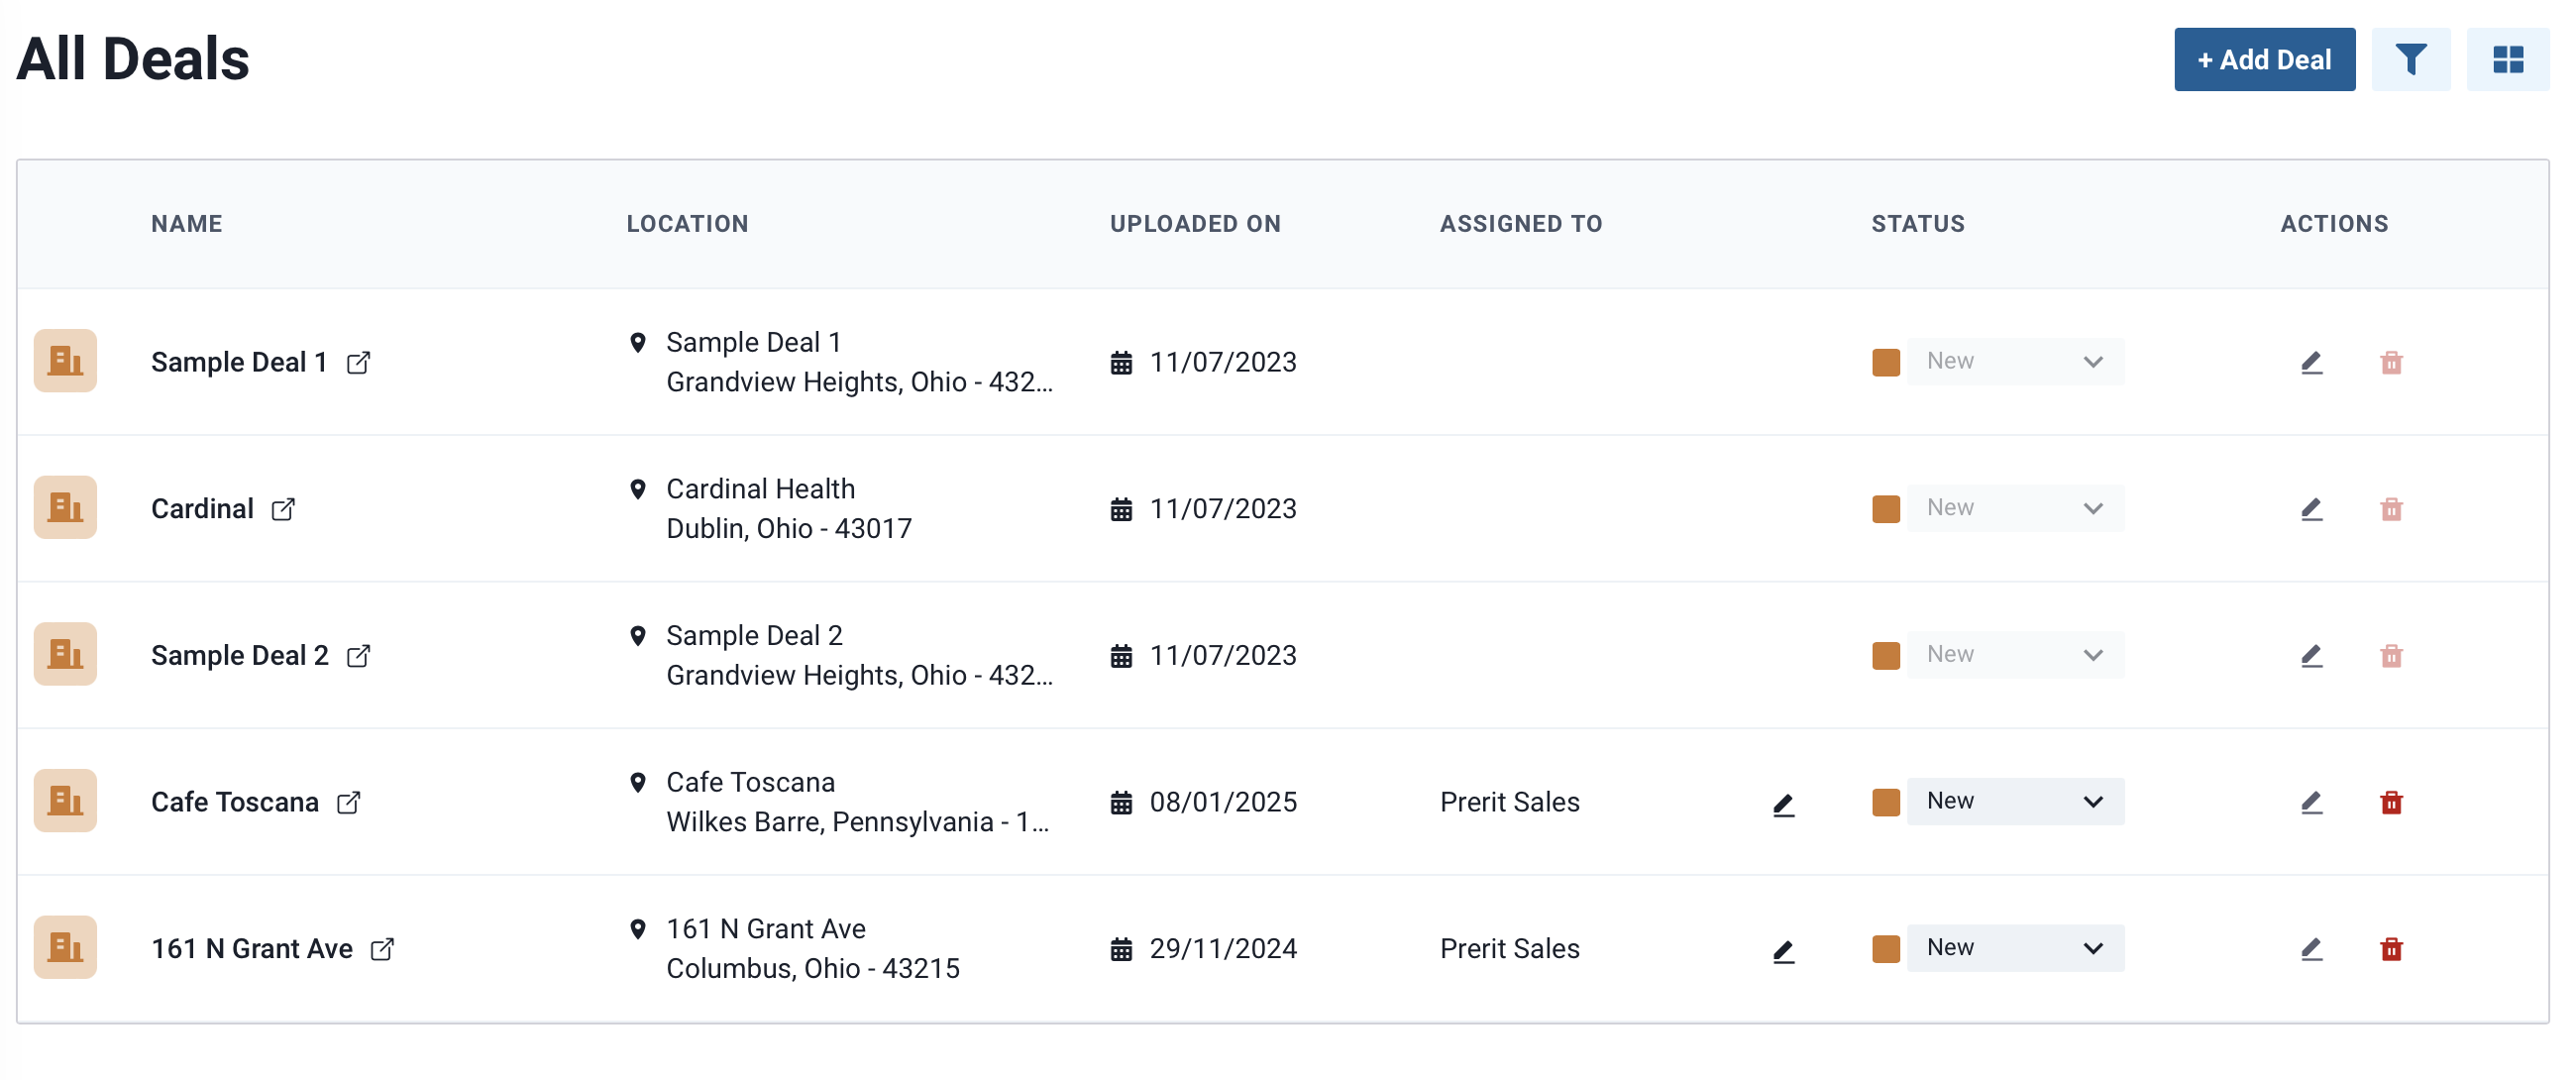 All Deals
+ Add Deal
NAME LOCATION UPLOADED ON ASSIGNED TO STATUS ACTIONS
Sample Deal 1
Sample Deal 1
Grandview Heights, Ohio - 432...
11/07/2023
New
Cardinal
Cardinal Health
Dublin, Ohio - 43017
11/07/2023
New
Sample Deal 2
Sample Deal 2
Grandview Heights, Ohio - 432...
11/07/2023
New
Cafe Toscana
Cafe Toscana
Wilkes Barre, Pennsylvania - 1...
08/01/2025
Prerit Sales
New
161 N Grant Ave
161 N Grant Ave
Columbus, Ohio - 43215
29/11/2024
Prerit Sales
New